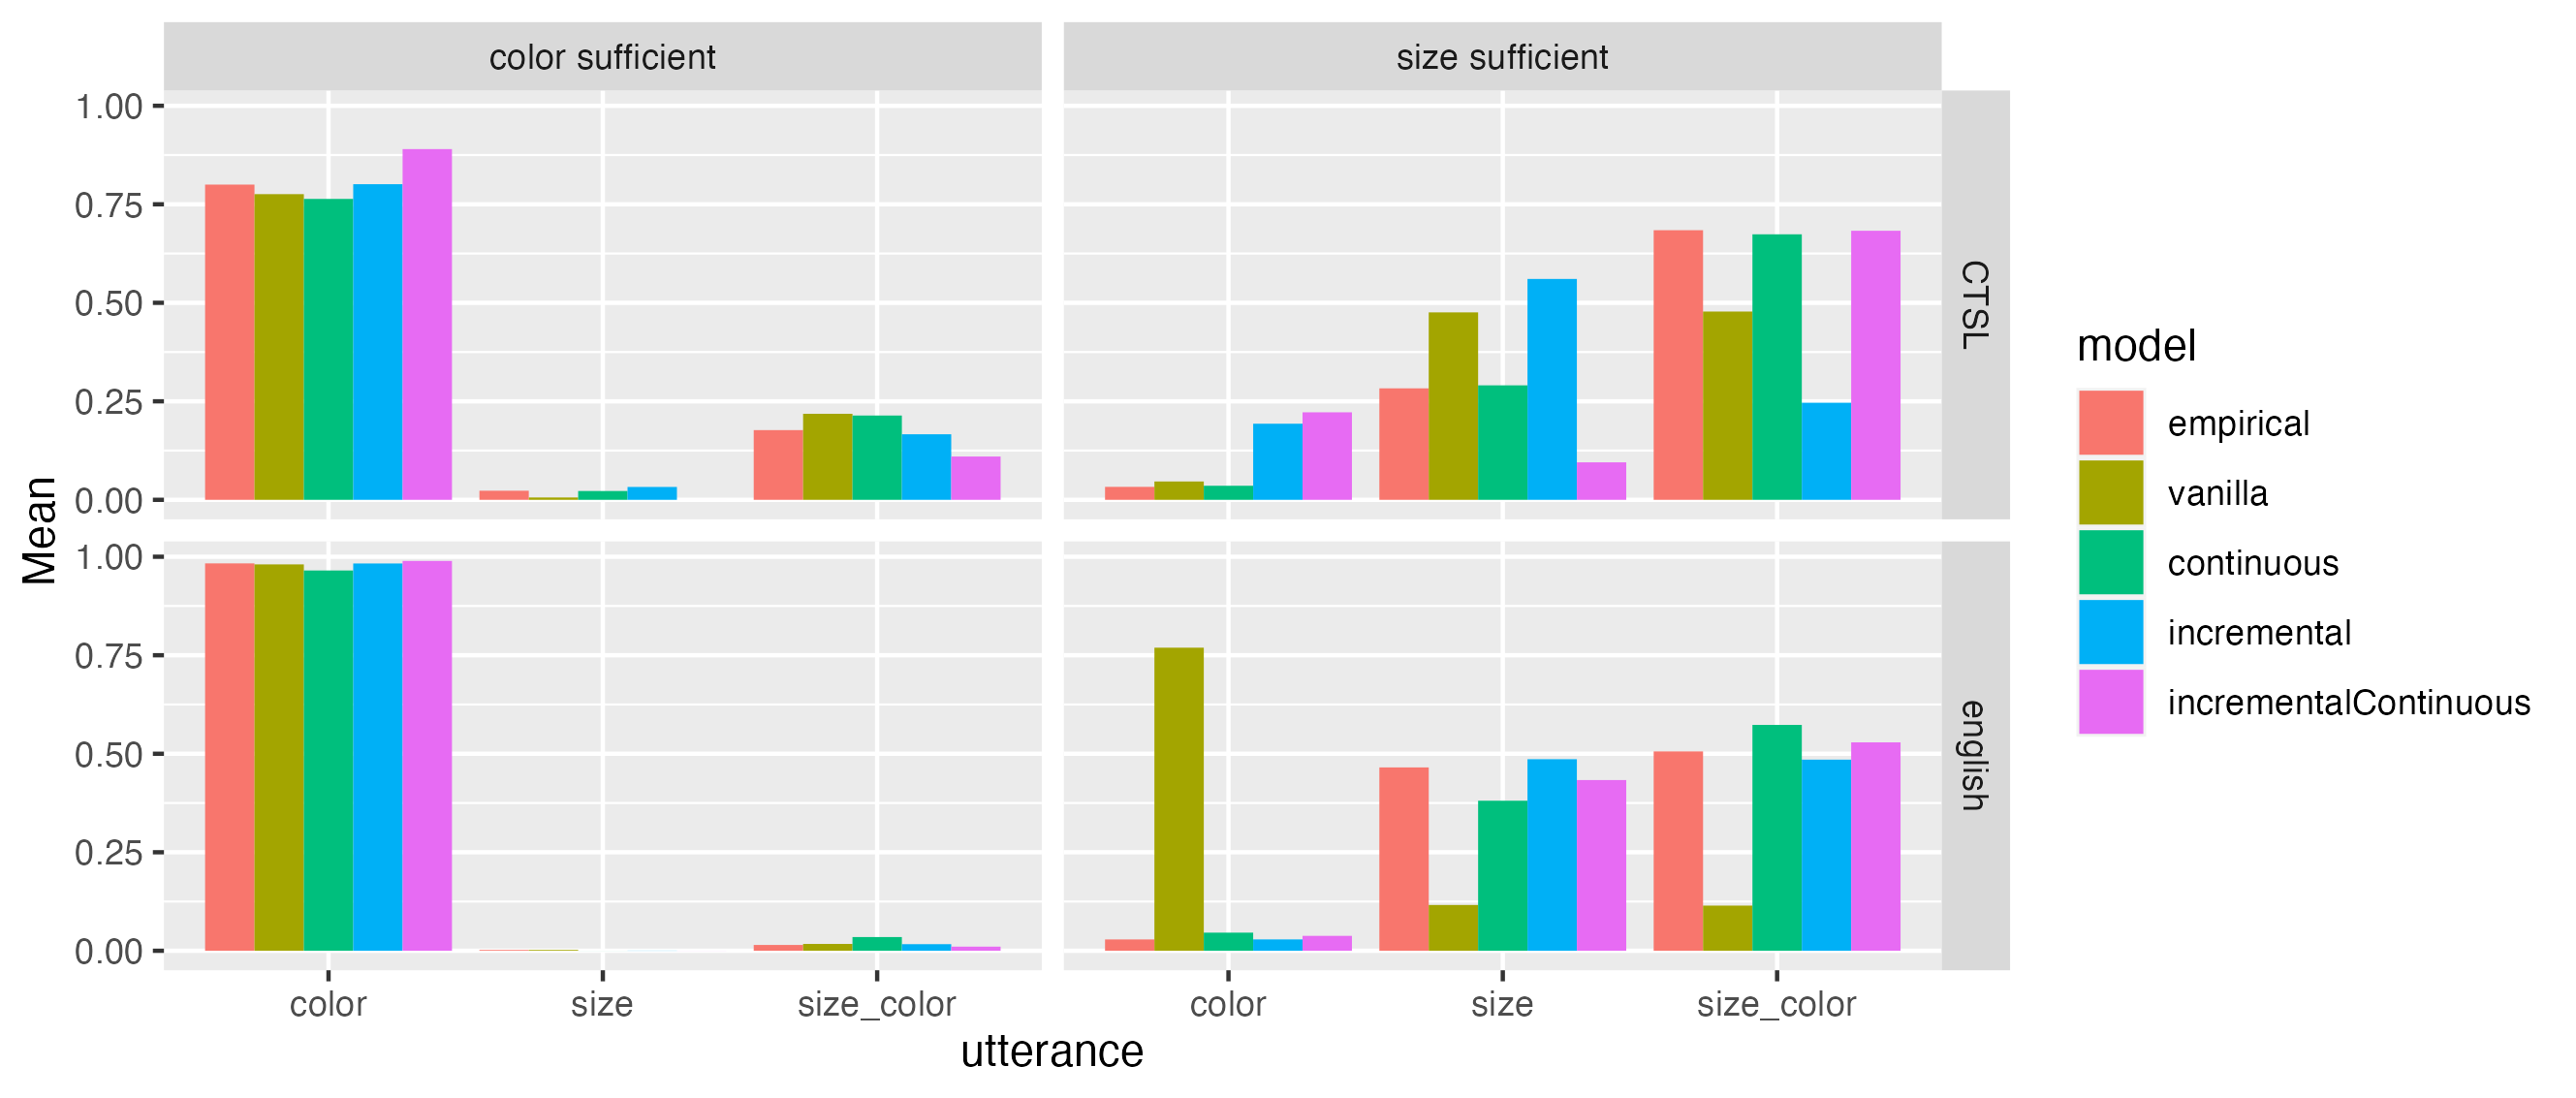 color sufficient
size sufficient
1.00
0.75
0.50
0.25
0.00
CTSL
1.00
0.75
0.50
0.25
0.00
english
Mean
color
size
size_color
color
size
size_color
utterance
model
empirical
vanilla
continuous
incremental
incrementalContinuous